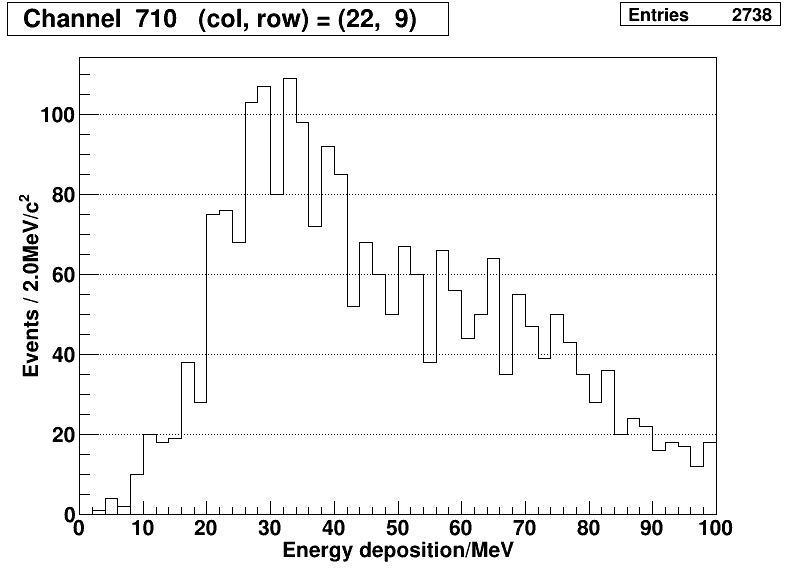 Channel 710 (col, row) = (22, 9)
Entries 2738
Events / 2.0MeV/c²
100
80
60
40
20
0
0 10 20 30 40 50 60 70 80 90 100
Energy deposition/MeV